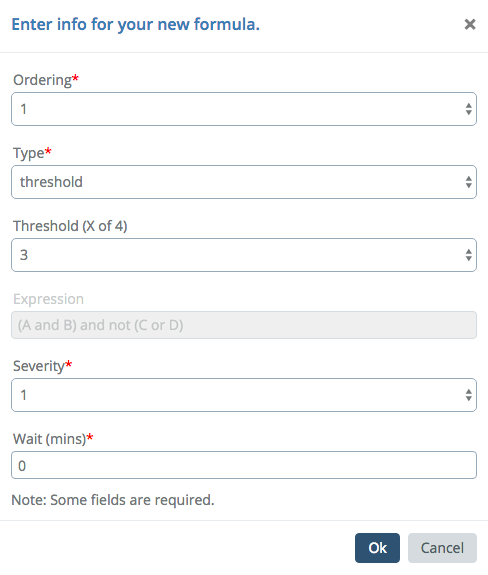 Enter info for your new formula.
×
Ordering*
1
Type*
threshold
Threshold (X of 4)
3
Expression
(A and B) and not (C or D)
Severity*
1
Wait (mins)*
0
Note: Some fields are required.
Ok Cancel